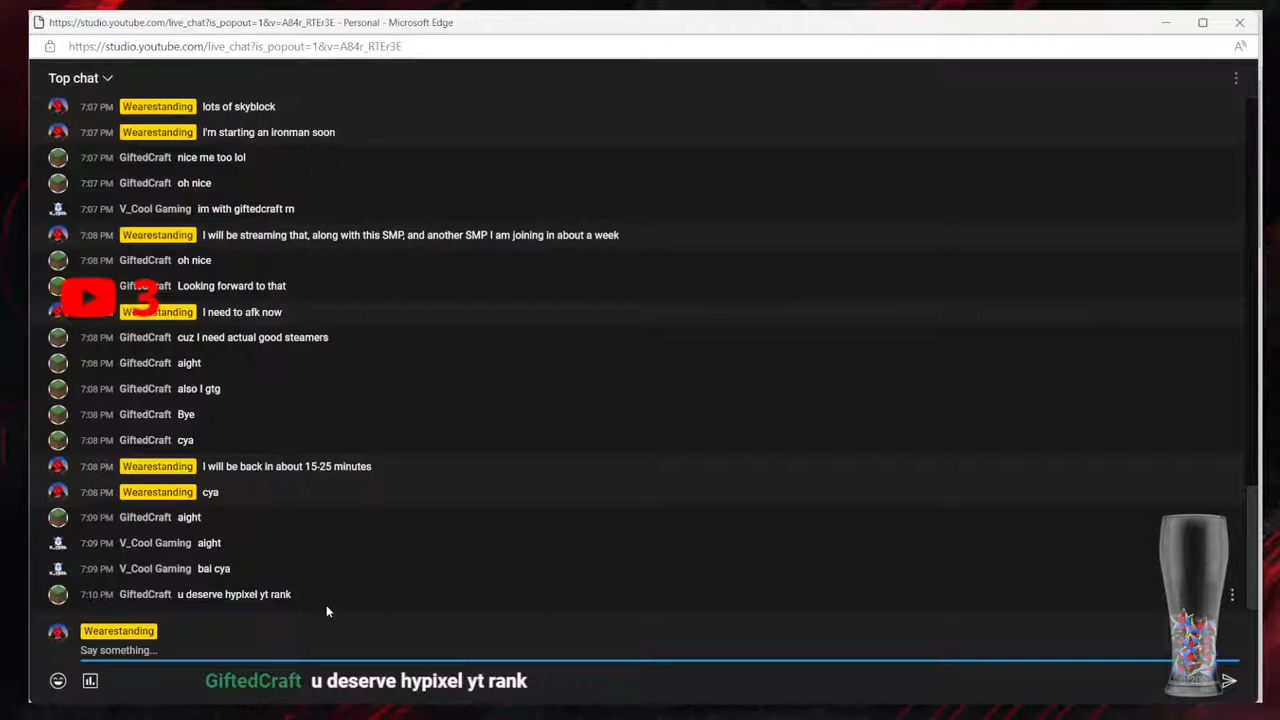 https://studio.youtube.com/live_chat?is_popout=1&v=A84r_RTEr3E - Personal - Microsoft Edge
https://studio.youtube.com/live_chat?is_popout=1&v=A84r_RTEr3E
Top chat
7:07 PM Wearestanding lots of skyblock
7:07 PM Wearestanding I'm starting an ironman soon
7:07 PM GiftedCraft nice me too lol
7:07 PM GiftedCraft oh nice
7:07 PM V_Cool Gaming im with giftedcraft rn
7:08 PM Wearestanding I will be streaming that, along with this SMP, and another SMP I am joining in about a week
7:08 PM GiftedCraft oh nice
GiftedCraft Looking forward to that
3
Wearestanding I need to afk now
7:08 PM GiftedCraft cuz I need actual good steamers
7:08 PM GiftedCraft aight
7:08 PM GiftedCraft also I gtg
7:08 PM GiftedCraft Bye
7:08 PM GiftedCraft cya
7:08 PM Wearestanding I will be back in about 15-25 minutes
7:08 PM Wearestanding cya
7:09 PM GiftedCraft aight
7:09 PM V_Cool Gaming aight
7:09 PM V_Cool Gaming bai cya
7:10 PM GiftedCraft u deserve hypixel yt rank
Wearestanding
Say something...
GiftedCraft u deserve hypixel yt rank